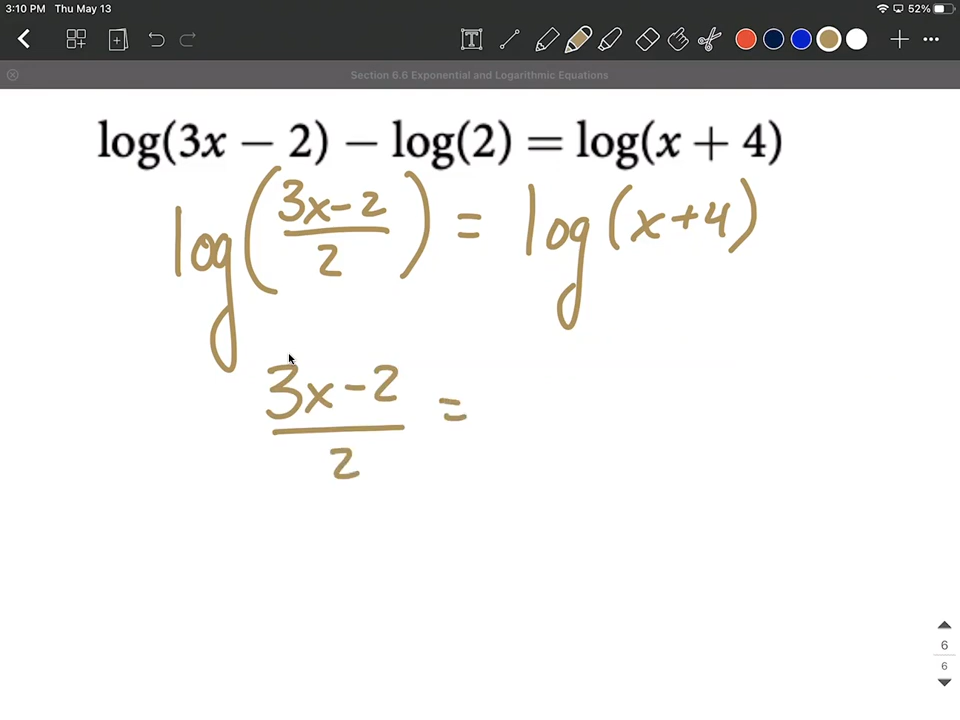 3:10 PM Thu May 13
52%
T
Section 6.6 Exponential and Logarithmic Equations
log(3x − 2) − log(2) = log(x + 4)
log((3x-2)/2) = log(x+4)
(3x-2)/2 =
6
6